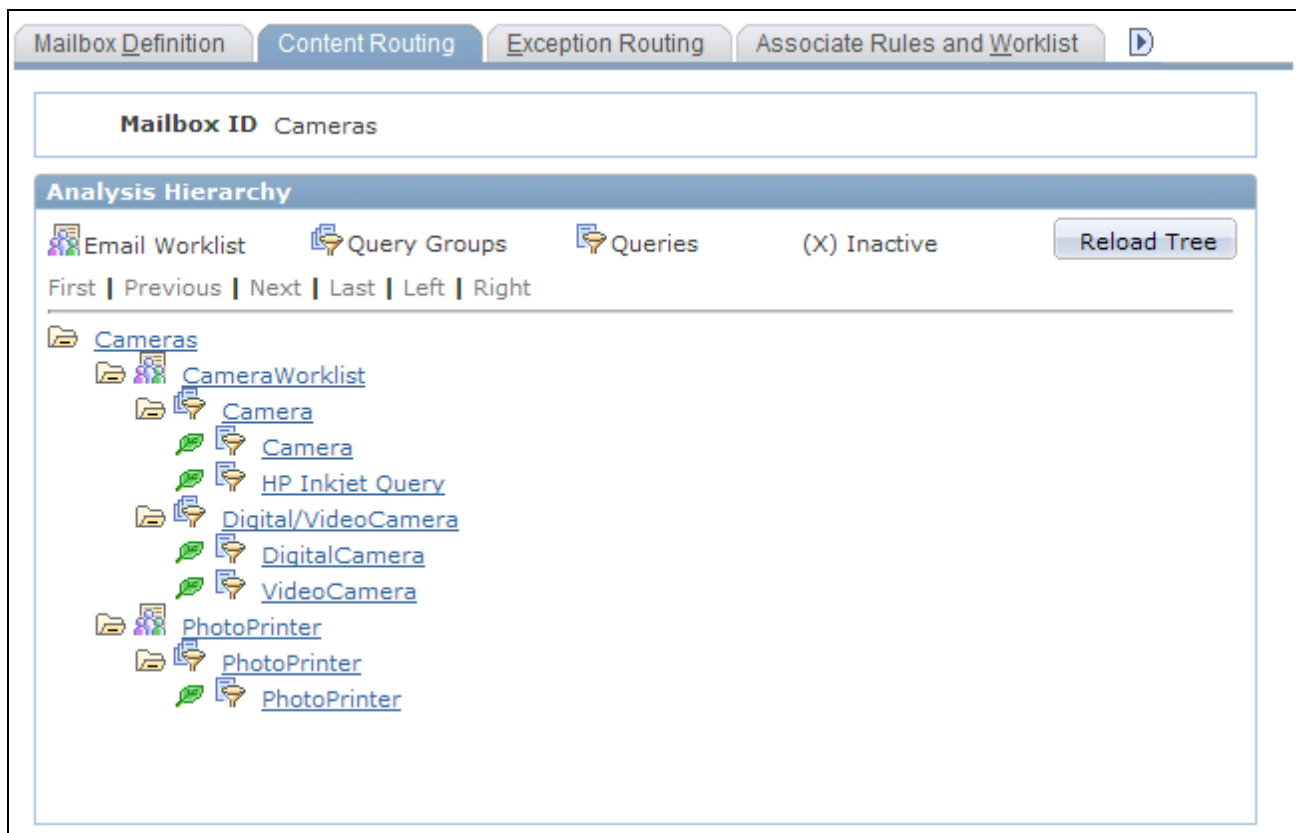 Mailbox Definition Content Routing Exception Routing Associate Rules and Worklist
Mailbox ID Cameras
Analysis Hierarchy
Email Worklist Query Groups Queries (X) Inactive Reload Tree
First | Previous | Next | Last | Left | Right
Cameras
CameraWorklist
Camera
Camera
HP Inkjet Query
Digital/VideoCamera
DigitalCamera
VideoCamera
PhotoPrinter
PhotoPrinter
PhotoPrinter